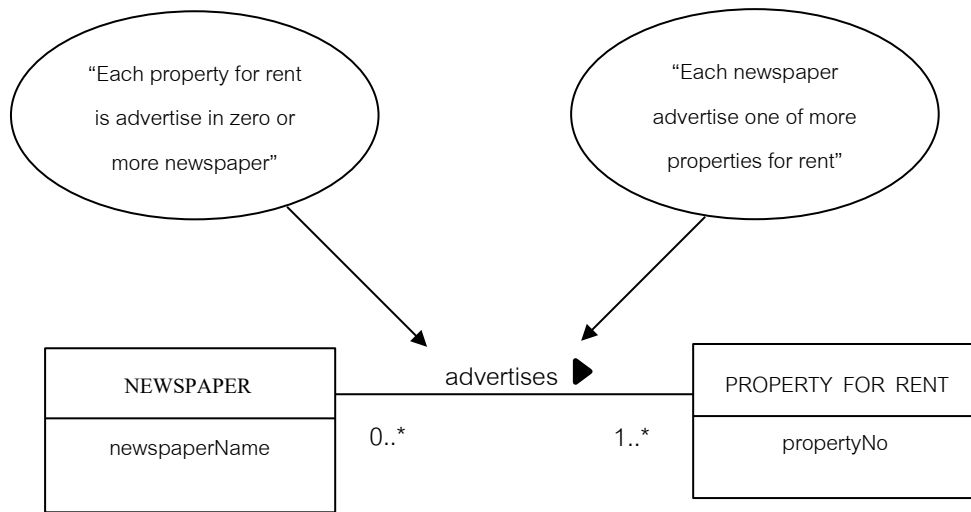 “Each property for rent
is advertise in zero or
more newspaper”
“Each newspaper
advertise one of more
properties for rent”
advertises
NEWSPAPER
newspaperName
0..*
1..*
PROPERTY FOR RENT
propertyNo